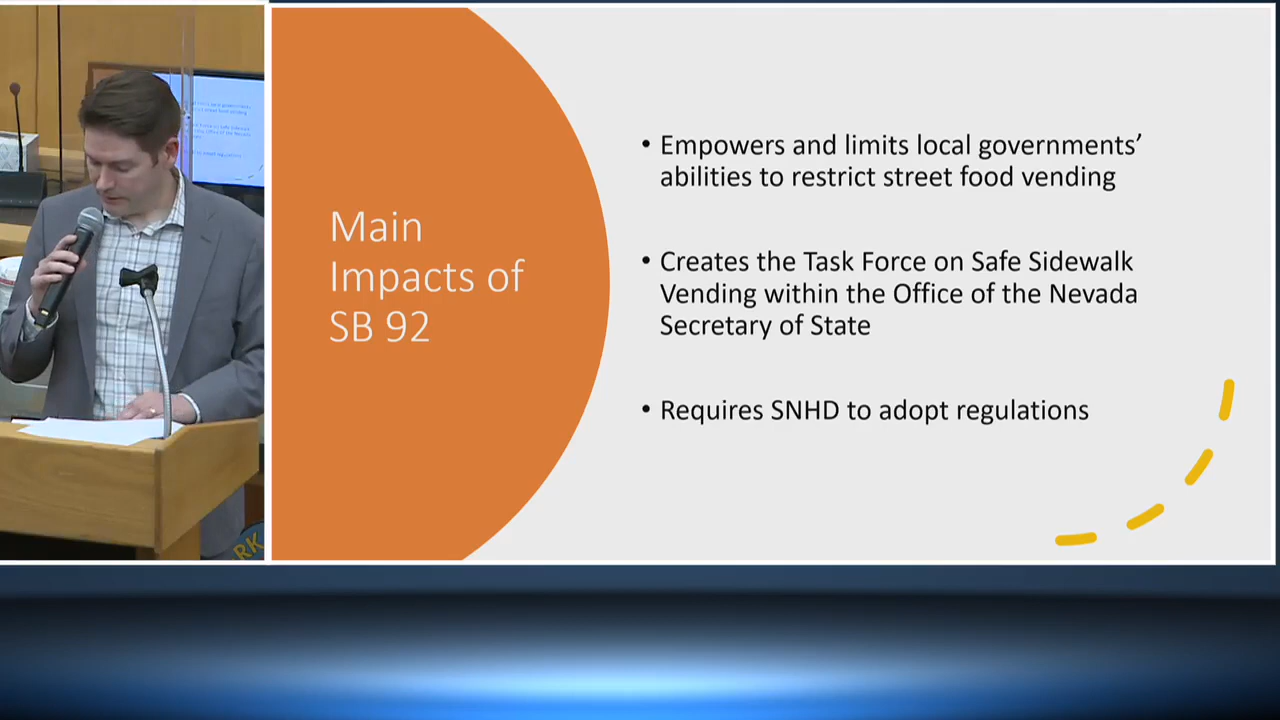 Main
Impacts of
SB 92
• Empowers and limits local governments’
abilities to restrict street food vending
• Creates the Task Force on Safe Sidewalk
Vending within the Office of the Nevada
Secretary of State
• Requires SNHD to adopt regulations
RK